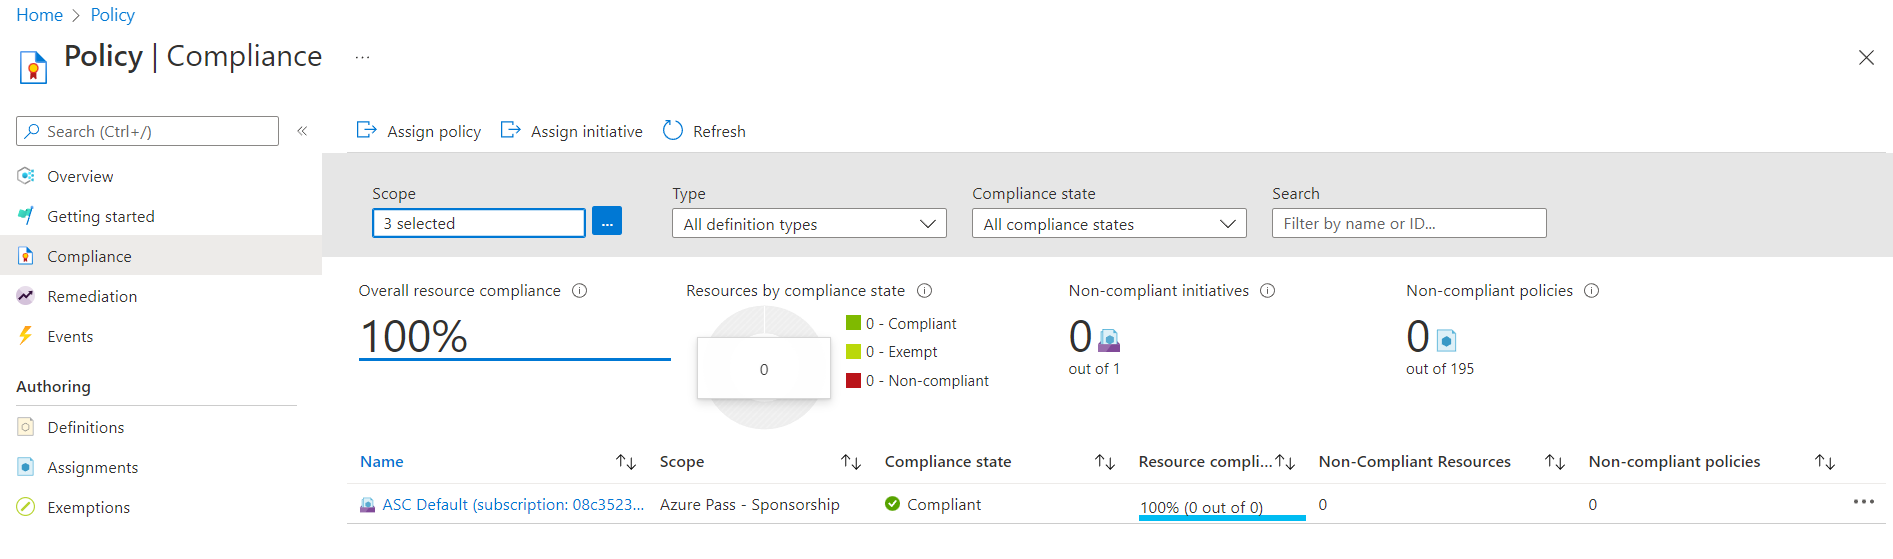 Home > Policy
Policy | Compliance ...
Search (Ctrl+/)
«
Overview
Getting started
Compliance
Remediation
Events
Authoring
Definitions
Assignments
Exemptions
Assign policy Assign initiative Refresh
Scope Type Compliance state Search
3 selected ... All definition types All compliance states Filter by name or ID...
Overall resource compliance Resources by compliance state Non-compliant initiatives Non-compliant policies
100%
0
0 - Compliant
0 - Exempt
0 - Non-compliant
0
out of 1
0
out of 195
Name Scope Compliance state Resource compli... Non-Compliant Resources Non-compliant policies
ASC Default (subscription: 08c3523... Azure Pass - Sponsorship Compliant 100% (0 out of 0) 0 0 ...